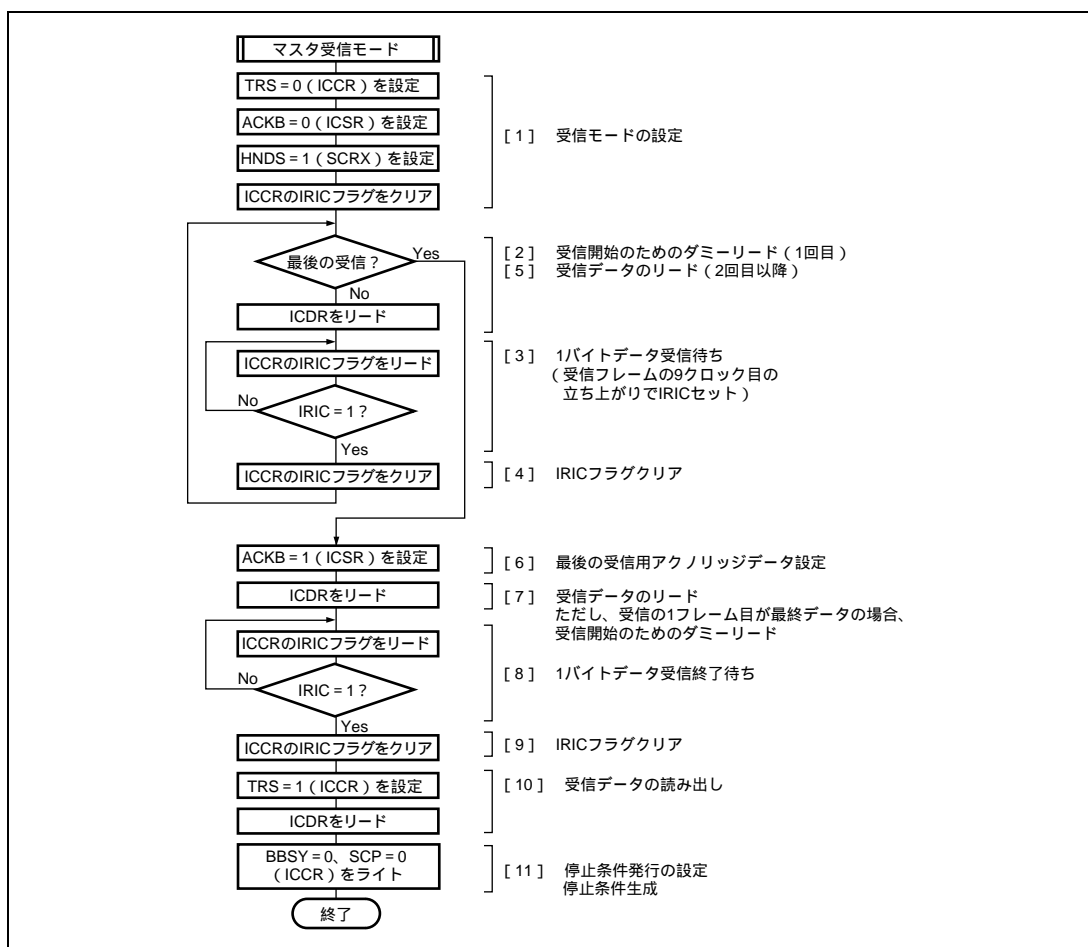 マスタ受信モード
TRS = 0 ( ICCR ) を設定
ACKB = 0 ( ICSR ) を設定
HNDS = 1 ( SCRX ) を設定
ICCRのIRICフラグをクリア
[ 1 ] 受信モードの設定
最後の受信？
Yes
No
ICDRをリード
[ 2 ] 受信開始のためのダミーリード ( 1回目 )
[ 5 ] 受信データのリード ( 2回目以降 )
ICCRのIRICフラグをリード
No
IRIC = 1 ?
Yes
[ 3 ] 1バイトデータ受信待ち
( 受信フレームの9クロック目の
立ち上がりでIRICセット )
ICCRのIRICフラグをクリア
[ 4 ] IRICフラグクリア
ACKB = 1 ( ICSR ) を設定
[ 6 ] 最後の受信用アクノリッジデータ設定
ICDRをリード
[ 7 ] 受信データのリード
ただし、受信の1フレーム目が最終データの場合、
受信開始のためのダミーリード
ICCRのIRICフラグをリード
No
IRIC = 1 ?
Yes
[ 8 ] 1バイトデータ受信終了待ち
ICCRのIRICフラグをクリア
[ 9 ] IRICフラグクリア
TRS = 1 ( ICCR ) を設定
ICDRをリード
[ 10 ] 受信データの読み出し
BBSY = 0、SCP = 0
( ICCR ) をライト
[ 11 ] 停止条件発行の設定
停止条件生成
終了